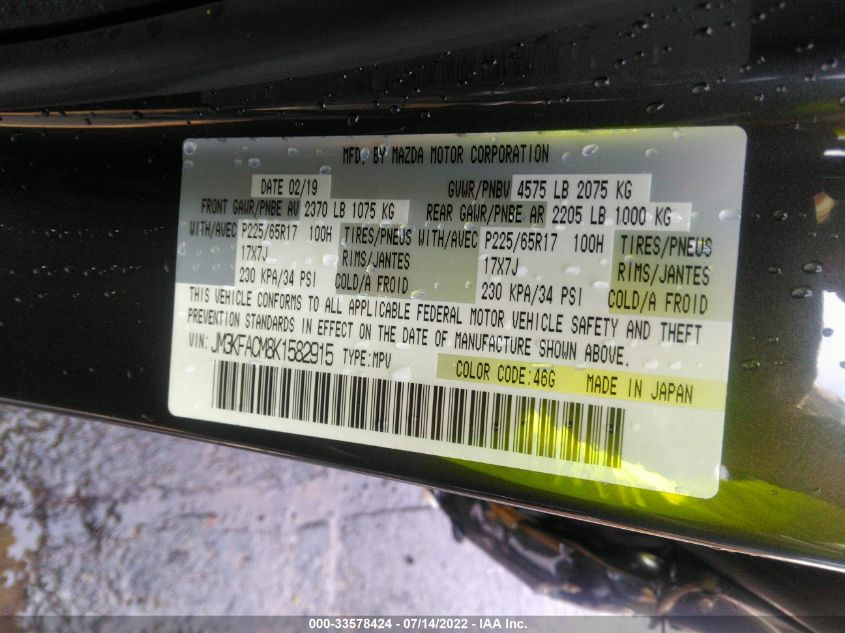 MFD. BY MAZDA MOTOR CORPORATION
DATE 02/19 GVWR/PNBV 4575 LB 2075 KG
FRONT GAWR/PNBE AV 2370 LB 1075 KG REAR GAWR/PNBE AR 2205 LB 1000 KG
WITH/AVEC P225/65R17 100H TIRES/PNEUS WITH/AVEC P225/65R17 100H TIRES/PNEUS
17X7J RIMS/JANTES 17X7J RIMS/JANTES
230 KPA/34 PSI COLD/A FROID 230 KPA/34 PSI COLD/A FROID
THIS VEHICLE CONFORMS TO ALL APPLICABLE FEDERAL MOTOR VEHICLE SAFETY AND THEFT
PREVENTION STANDARDS IN EFFECT ON THE DATE OF MANUFACTURE SHOWN ABOVE.
VIN: JM3KFACM8K1582915 TYPE: MPV
COLOR CODE:46G MADE IN JAPAN
000-33578424 / 07/14/2022 - IAA Inc.